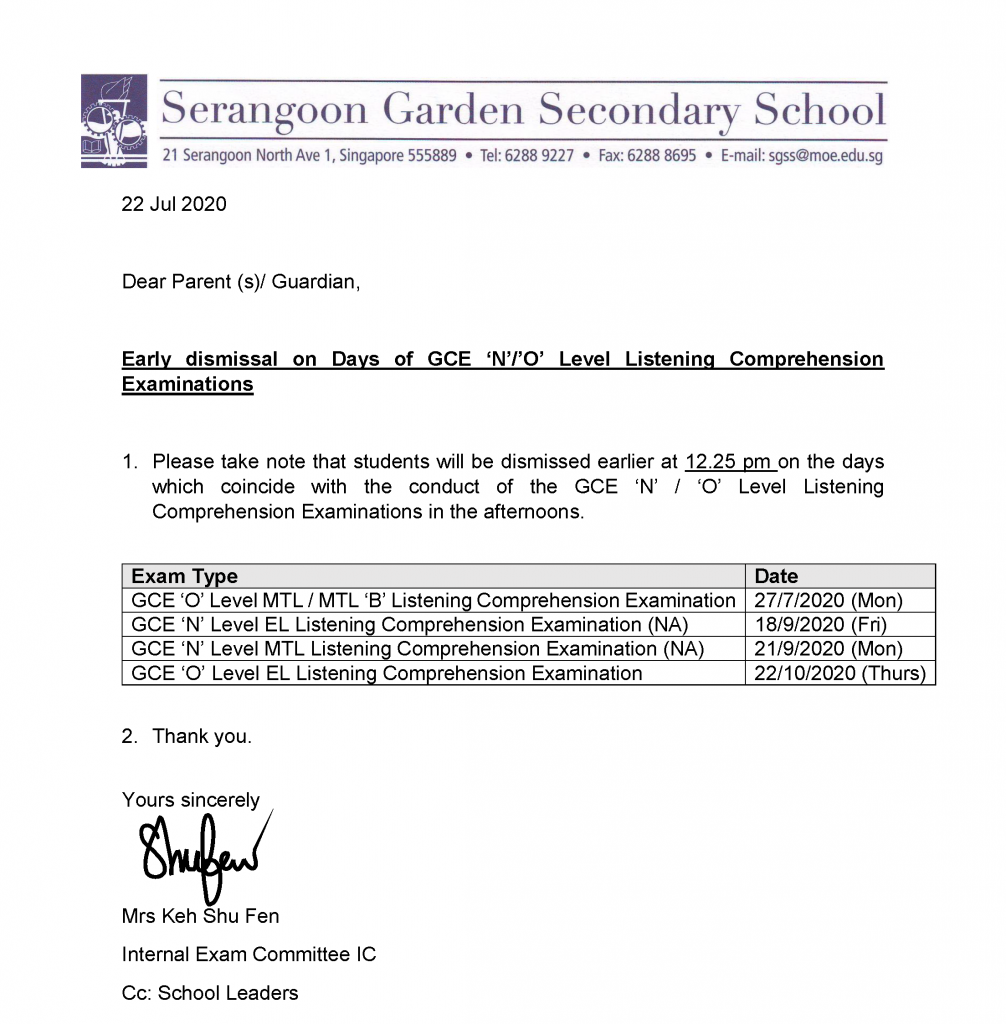 Serangoon Garden Secondary School
21 Serangoon North Ave 1, Singapore 555889 • Tel: 6288 9227 • Fax: 6288 8695 • E-mail: sgss@moe.edu.sg
22 Jul 2020
Dear Parent (s)/ Guardian,
Early dismissal on Days of GCE ‘N’/’O’ Level Listening Comprehension
Examinations
1. Please take note that students will be dismissed earlier at 12.25 pm on the days
which coincide with the conduct of the GCE ‘N’ / ‘O’ Level Listening
Comprehension Examinations in the afternoons.
Exam Type Date
GCE ‘O’ Level MTL / MTL ‘B’ Listening Comprehension Examination 27/7/2020 (Mon)
GCE ‘N’ Level EL Listening Comprehension Examination (NA) 18/9/2020 (Fri)
GCE ‘N’ Level MTL Listening Comprehension Examination (NA) 21/9/2020 (Mon)
GCE ‘O’ Level EL Listening Comprehension Examination 22/10/2020 (Thurs)
2. Thank you.
Yours sincerely
Shufen
Mrs Keh Shu Fen
Internal Exam Committee IC
Cc: School Leaders